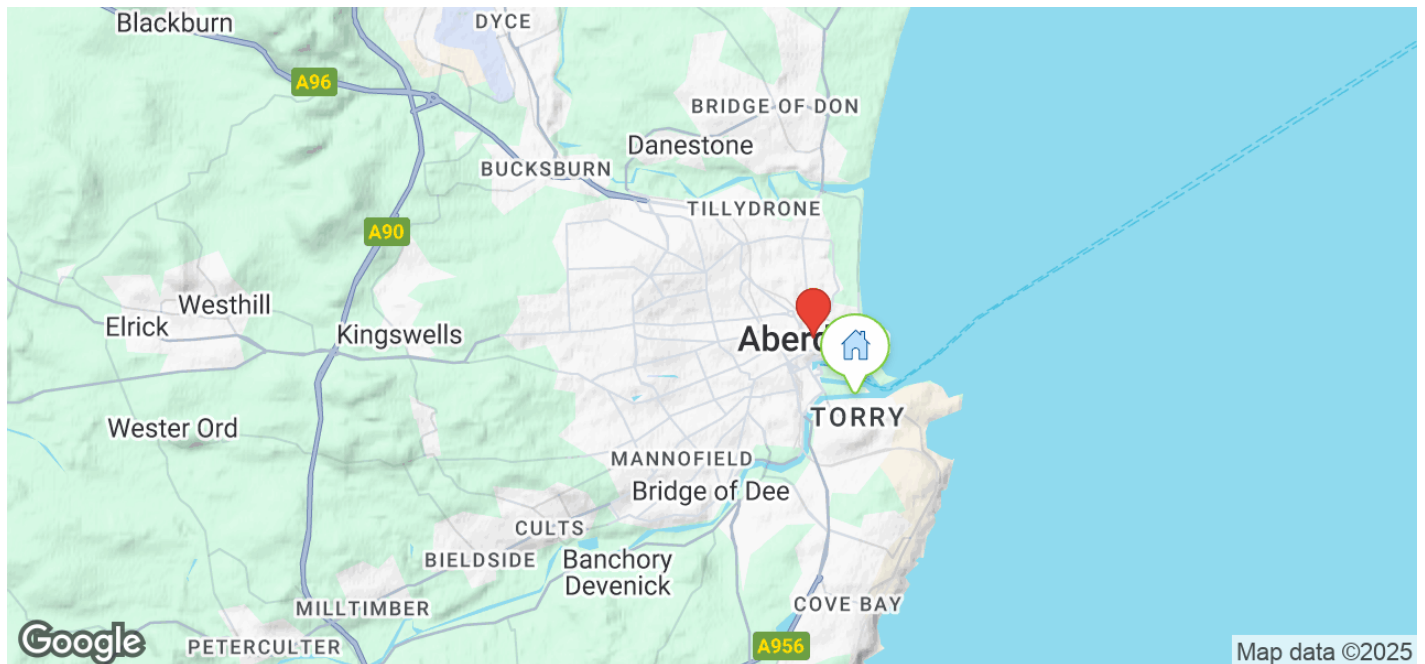 Blackburn
DYCE
A96
BRIDGE OF DON
Danestone
BUCKSBURN
TILLYDRONE
A90
Westhill
Elrick
Kingswells
Aberd
TORRY
Wester Ord
MANNOFIELD
Bridge of Dee
CULTS
BIELDSIDE
Banchory
Devenick
MILLTIMBER
COVE BAY
PETERCULTER
A956
Google
Map data ©2025